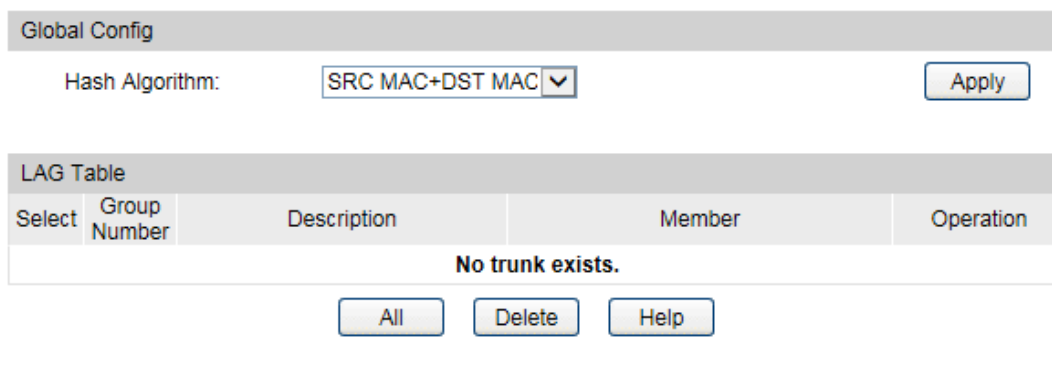 Global Config
Hash Algorithm: SRC MAC+DST MAC Apply
LAG Table
Select Group Number Description Member Operation
No trunk exists.
All Delete Help